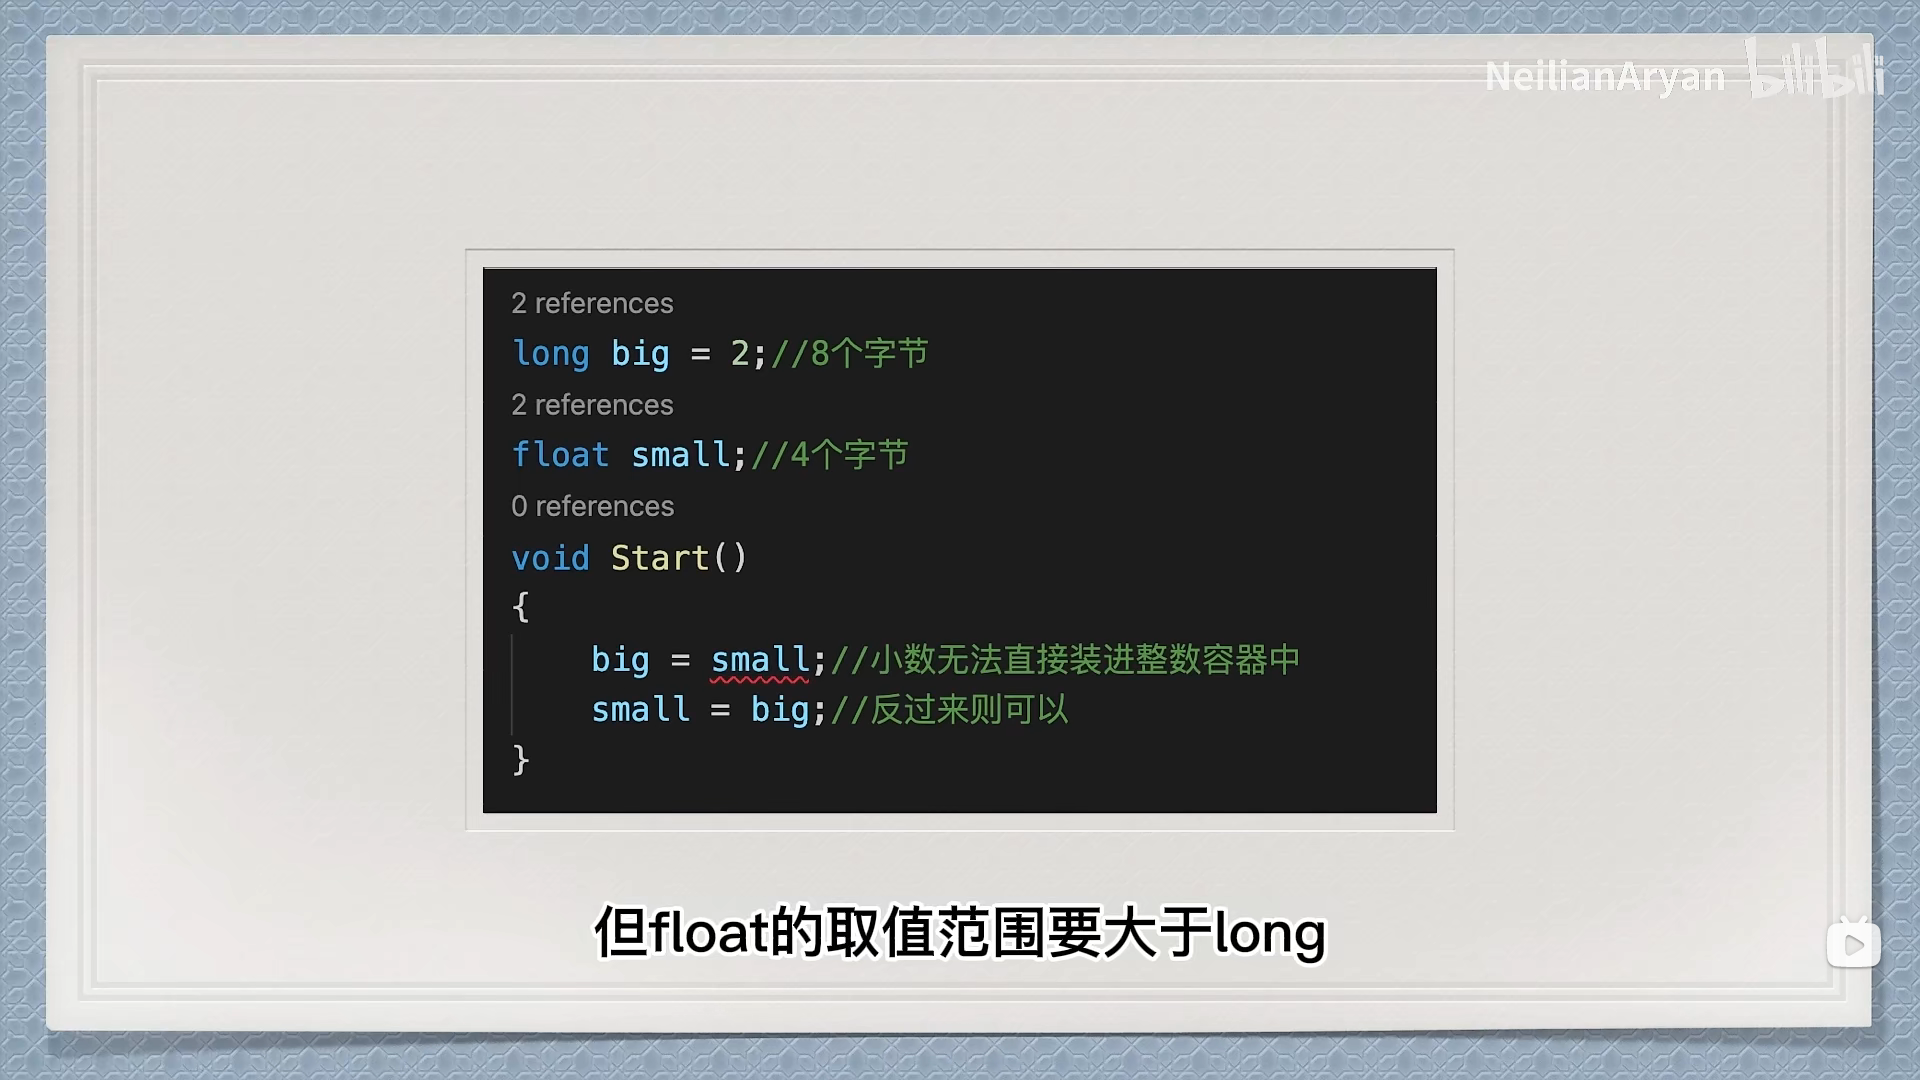 NeilianAryan bilibili
2 references
long big = 2;//8个字节
2 references
float small;//4个字节
0 references
void Start()
{
big = small;//小数无法直接装进整数容器中
small = big;//反过来则可以
}
但float的取值范围要大于long